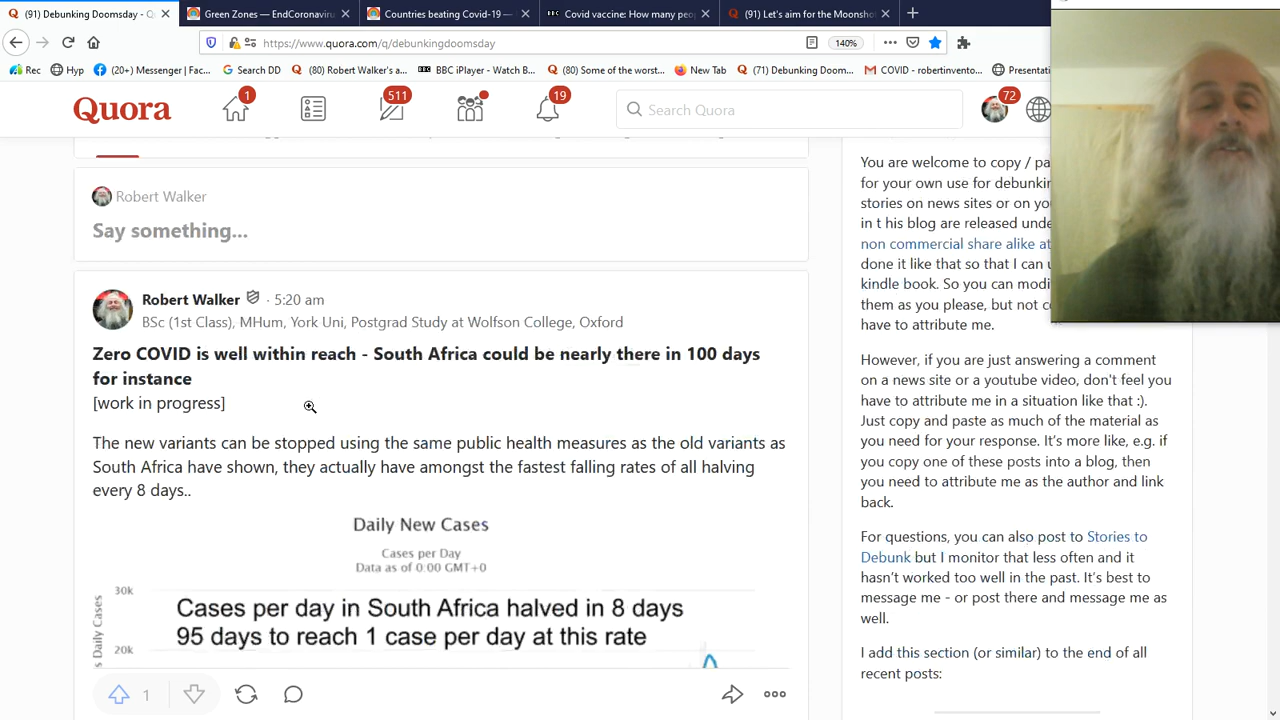 (91) Debunking Doomsday - Q
Green Zones — EndCoronaviru
Countries beating Covid-19 —
Covid vaccine: How many peo
(91) Let's aim for the Moonshot
https://www.quora.com/q/debunkingdoomsday
140%
Rec
Hyp
(20+) Messenger | Fac...
Search DD
(80) Robert Walker's a...
BBC iPlayer - Watch B...
(80) Some of the worst...
New Tab
(71) Debunking Doom...
COVID - robertinvento...
Presentati
Quora
1
511
19
Search Quora
72
Robert Walker
Say something...
Robert Walker · 5:20 am
BSc (1st Class), MHum, York Uni, Postgrad Study at Wolfson College, Oxford
Zero COVID is well within reach - South Africa could be nearly there in 100 days
for instance
[work in progress]
The new variants can be stopped using the same public health measures as the old variants as
South Africa have shown, they actually have amongst the fastest falling rates of all halving
every 8 days..
Daily New Cases
Cases per Day
Data as of 0:00 GMT+0
30k
Cases per day in South Africa halved in 8 days
95 days to reach 1 case per day at this rate
20k
Daily Cases
1
You are welcome to copy / pa
for your own use for debunkin
stories on news sites or on yo
in t his blog are released unde
non commercial share alike at
done it like that so that I can u
kindle book. So you can modi
them as you please, but not co
have to attribute me.
However, if you are just answering a comment
on a news site or a youtube video, don't feel you
have to attribute me in a situation like that :).
Just copy and paste as much of the material as
you need for your response. It's more like, e.g. if
you copy one of these posts into a blog, then
you need to attribute me as the author and link
back.
For questions, you can also post to Stories to
Debunk but I monitor that less often and it
hasn't worked too well in the past. It's best to
message me - or post there and message me as
well.
I add this section (or similar) to the end of all
recent posts: